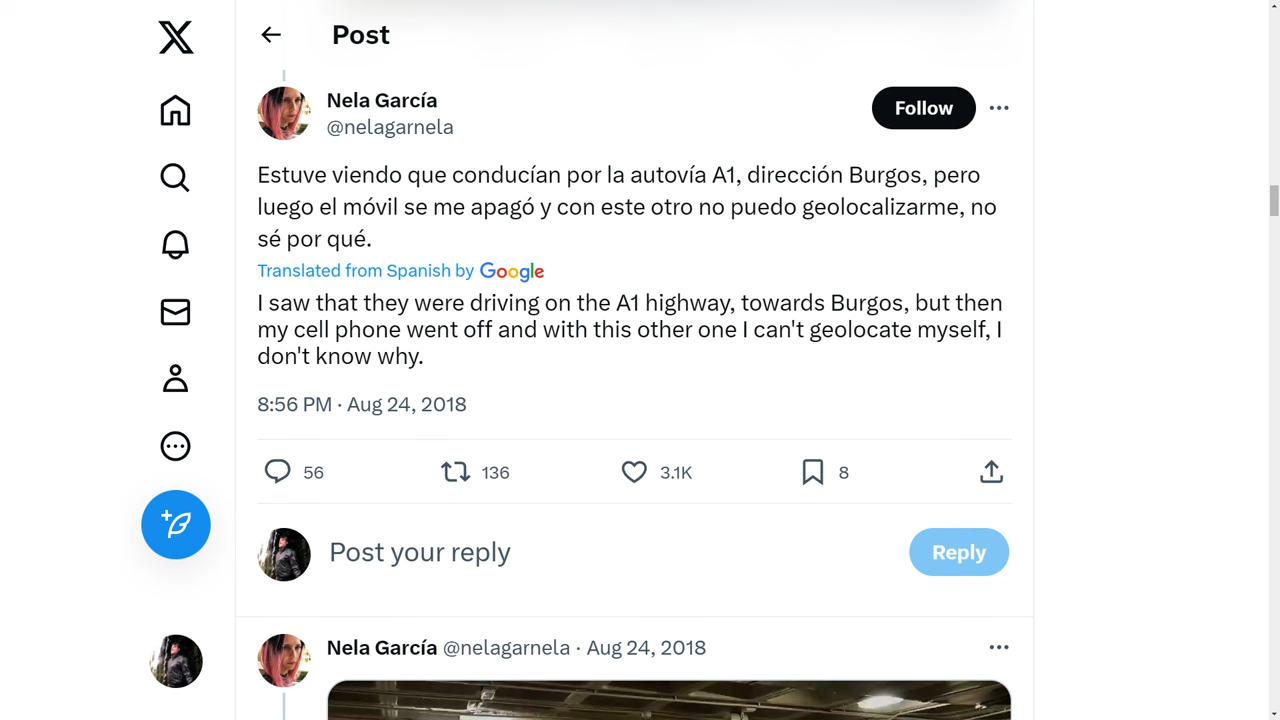 Post
Nela García
@nelagarnela
Follow
Estuve viendo que conducían por la autovía A1, dirección Burgos, pero
luego el móvil se me apagó y con este otro no puedo geolocalizarme, no
sé por qué.
Translated from Spanish by Google
I saw that they were driving on the A1 highway, towards Burgos, but then
my cell phone went off and with this other one I can't geolocate myself, I
don't know why.
8:56 PM · Aug 24, 2018
56 136 3.1K 8
Post your reply
Reply
Nela García @nelagarnela · Aug 24, 2018